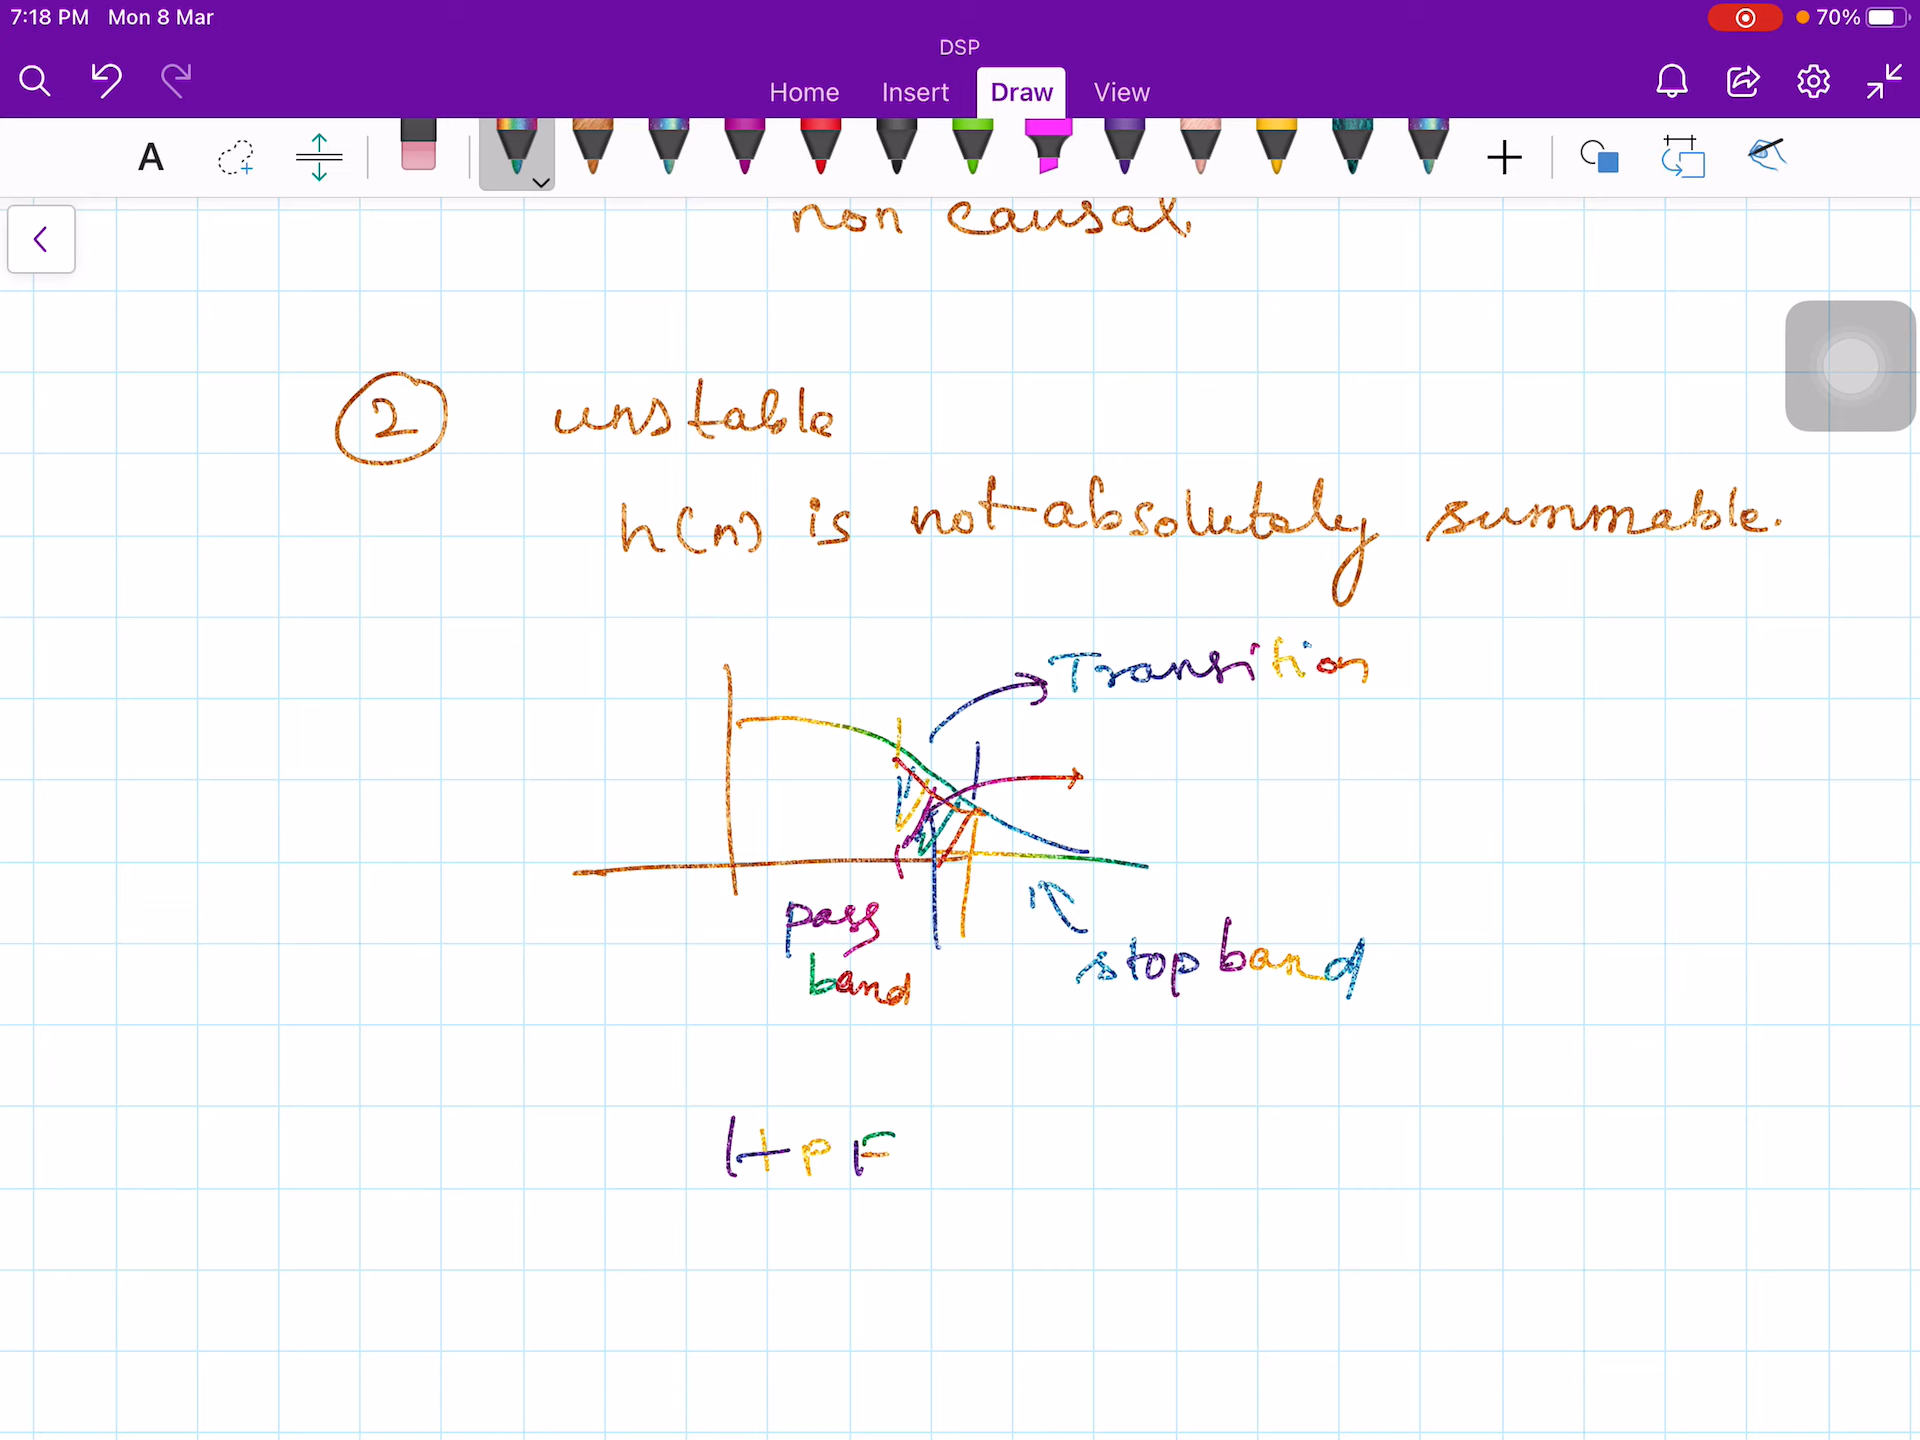 7:18 PM Mon 8 Mar
70%
DSP
Home Insert Draw View
A
non causal.
2 unstable
h(n) is not absolutely summable.
Transition
pass
band
stop band
HPF